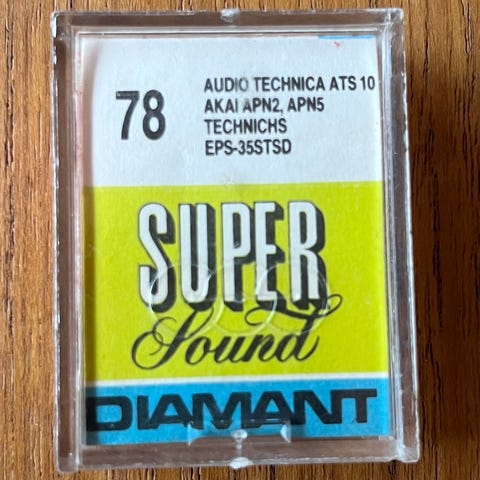 78
AUDIO TECHNICA ATS 10
AKAI APN2, APN5
TECHNICHS
EPS-35STSD
SUPER
Sound
DIAMANT